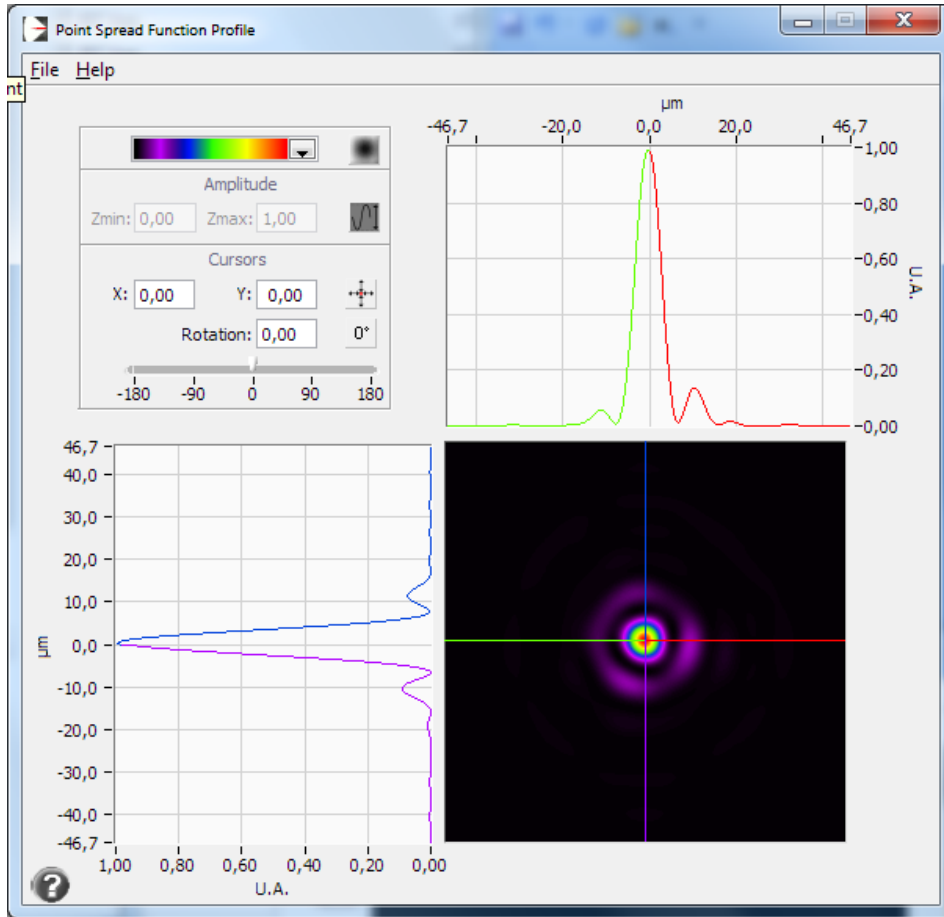 Point Spread Function Profile
File Help
nt
Amplitude
Zmin: 0,00 Zmax: 1,00
Cursors
X: 0,00 Y: 0,00
Rotation: 0,00 0°
-180 -90 0 90 180
µm
-46,7 -20,0 0,0 20,0 46,7
1,00
0,80
0,60
0,40
0,20
0,00
U.A.
46,7
40,0
30,0
20,0
10,0
0,0
-10,0
-20,0
-30,0
-40,0
-46,7
µm
1,00 0,80 0,60 0,40 0,20 0,00
U.A.
?